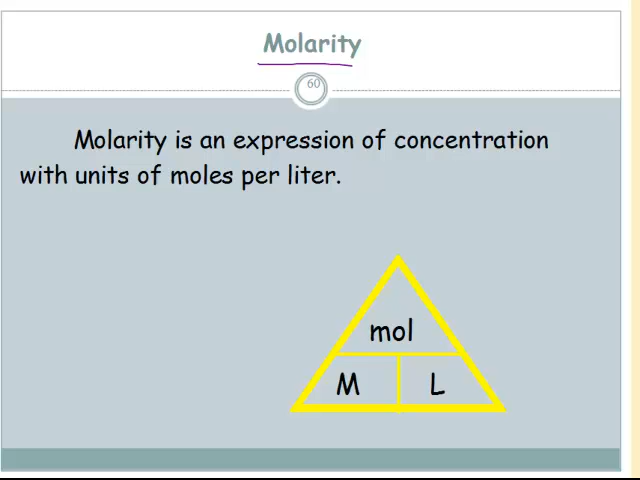 Molarity
60
Molarity is an expression of concentration
with units of moles per liter.
mol
M L